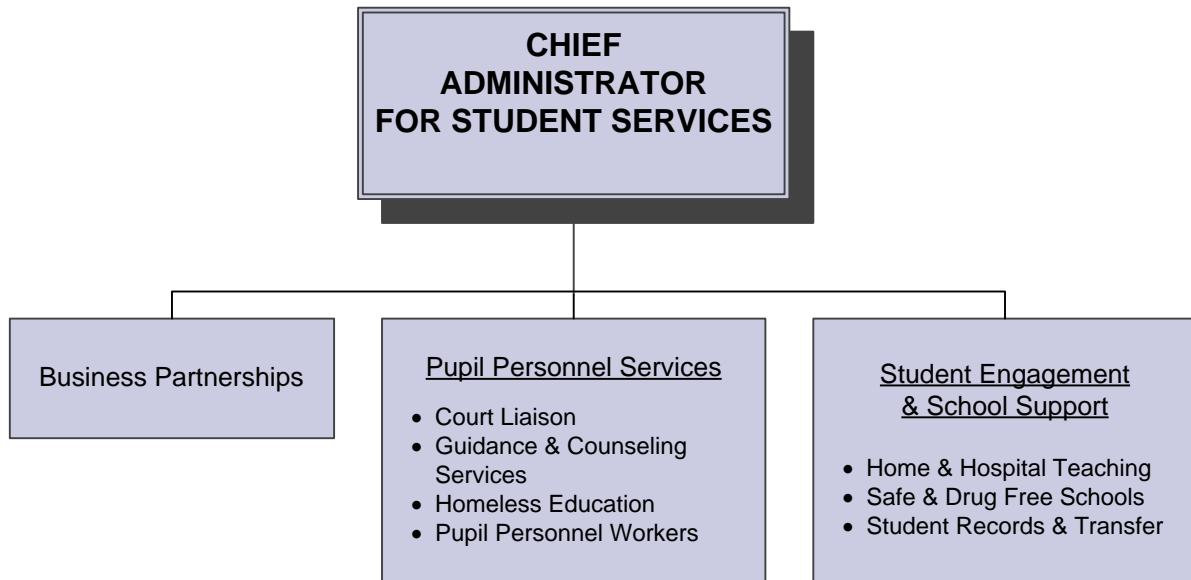 CHIEF
ADMINISTRATOR
FOR STUDENT SERVICES
Business Partnerships
Pupil Personnel Services
• Court Liaison
• Guidance & Counseling
Services
• Homeless Education
• Pupil Personnel Workers
Student Engagement
& School Support
• Home & Hospital Teaching
• Safe & Drug Free Schools
• Student Records & Transfer